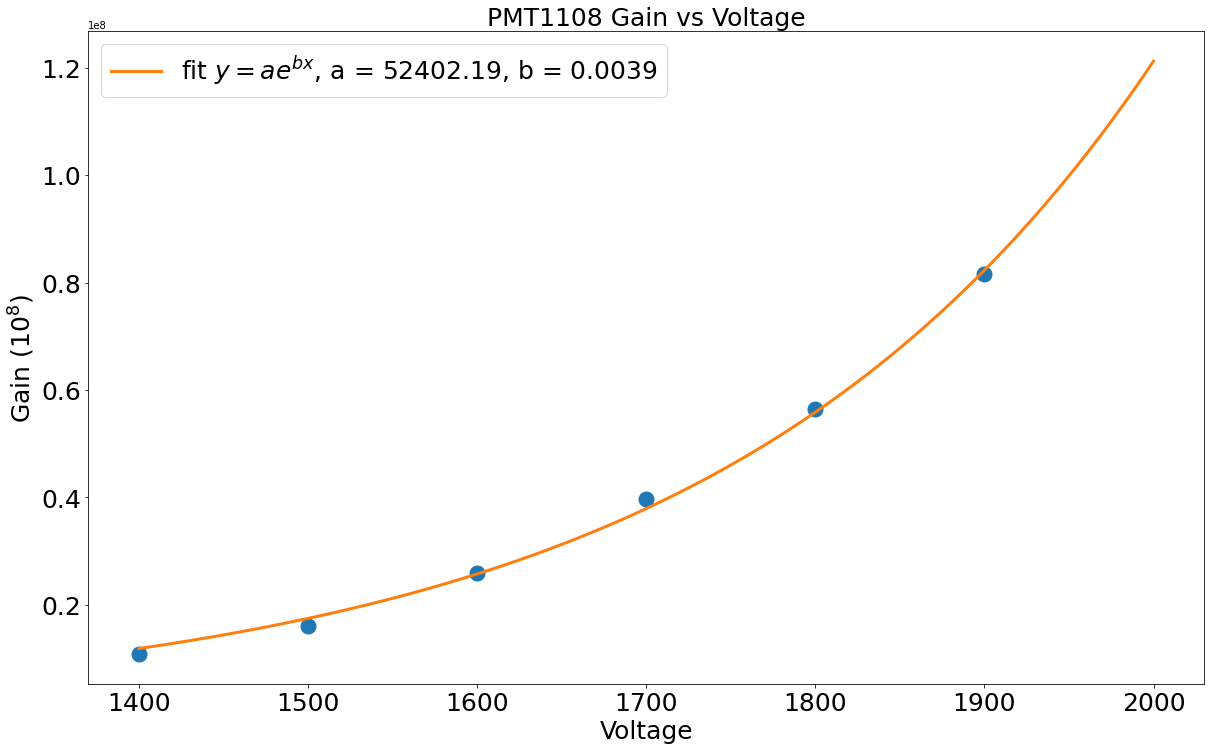 PMT1108 Gain vs Voltage
1e8
fit $y = ae^{bx}$, a = 52402.19, b = 0.0039
1.2
1.0
0.8
0.6
0.4
0.2
Gain ($10^8$)
1400 1500 1600 1700 1800 1900 2000
Voltage